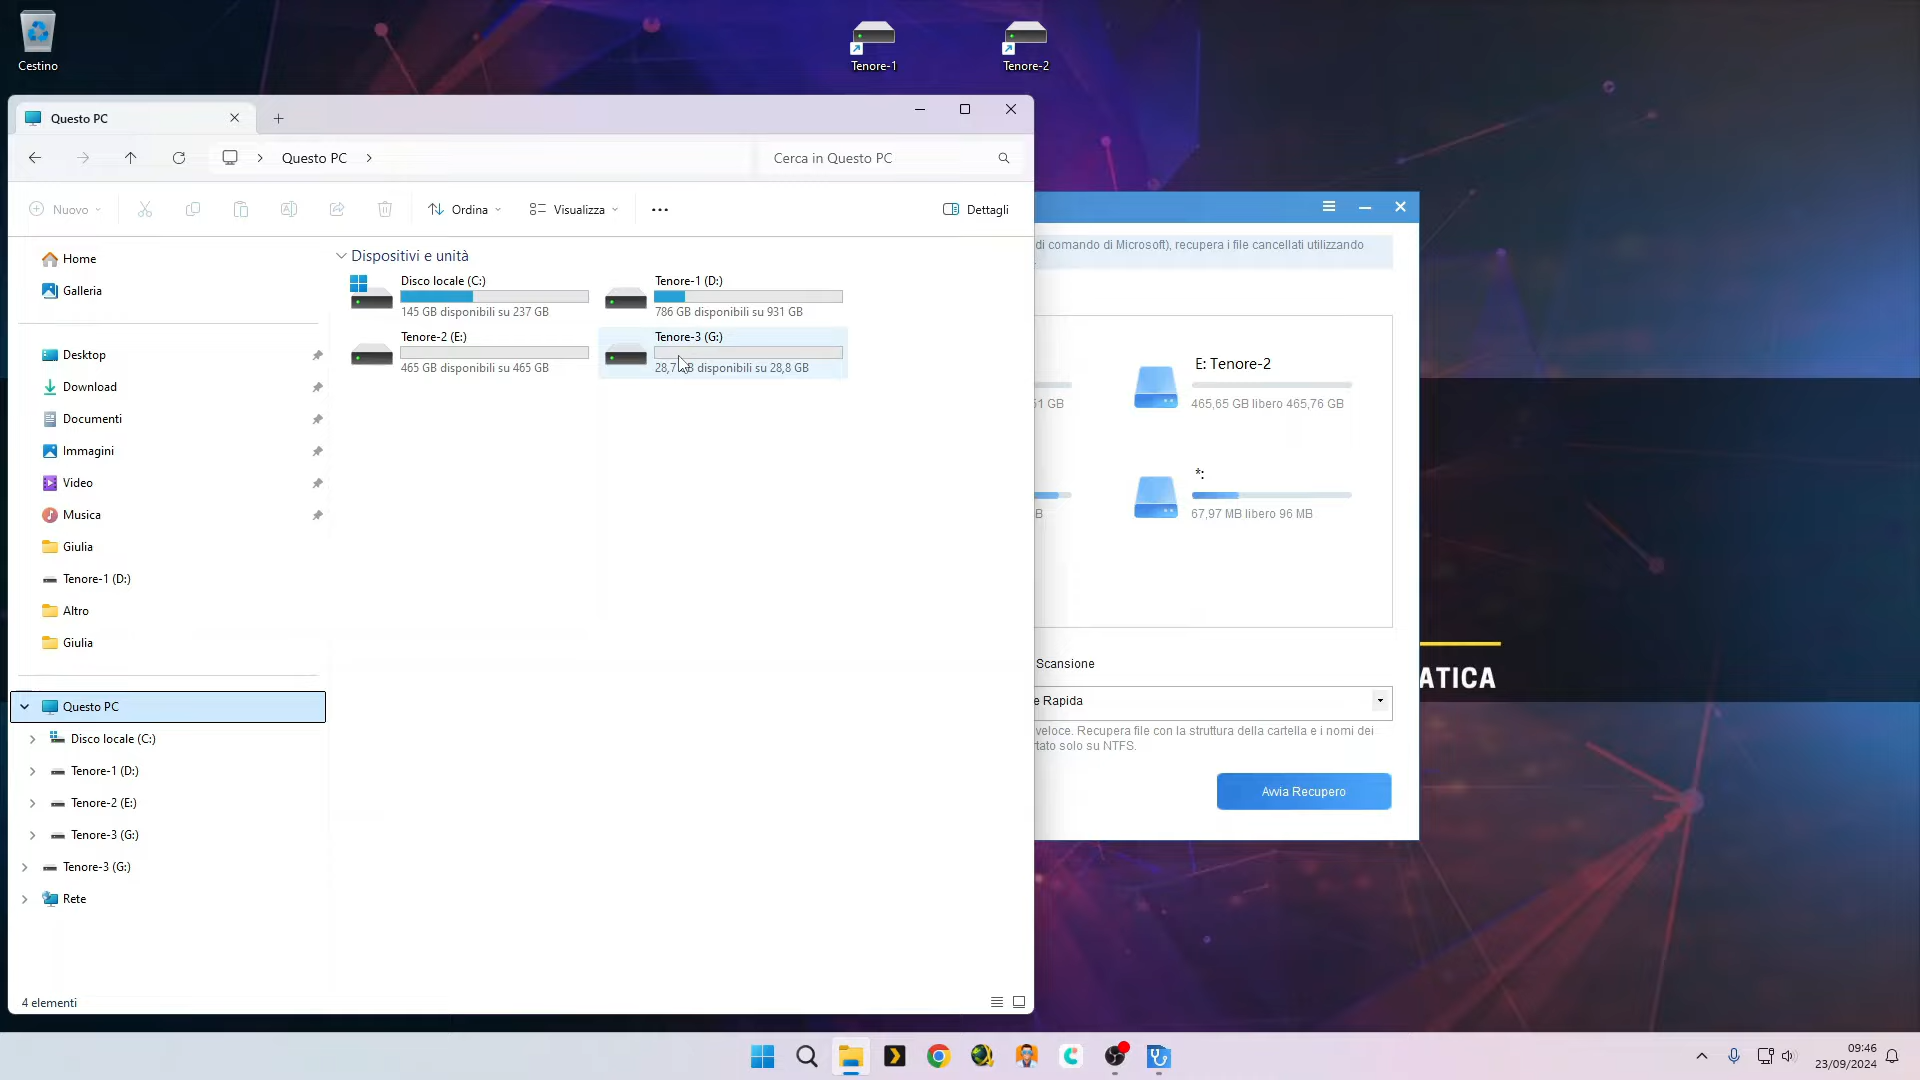 Cestino
Tenore-1
Tenore-2
Questo PC
Questo PC
Cerca in Questo PC
Nuovo
Ordina
Visualizza
Dettagli
Home
Galleria
Desktop
Download
Documenti
Immagini
Video
Musica
Giulia
Tenore-1 (D:)
Altro
Giulia
Questo PC
Disco locale (C:)
Tenore-1 (D:)
Tenore-2 (E:)
Tenore-3 (G:)
Tenore-3 (G:)
Rete
Dispositivi e unità
Disco locale (C:)
145 GB disponibili su 237 GB
Tenore-1 (D:)
786 GB disponibili su 931 GB
Tenore-2 (E:)
465 GB disponibili su 465 GB
Tenore-3 (G:)
disponibili su 28,8 GB
4 elementi
di comando di Microsoft), recupera i file cancellati utilizzando
51 GB
E: Tenore-2
465,65 GB libero 465,76 GB
B
*:
67,97 MB libero 96 MB
Scansione
e Rapida
veloce. Recupera file con la struttura della cartella e i nomi dei
tato solo su NTFS.
Avvia Recupero
ATICA
09:46
23/09/2024